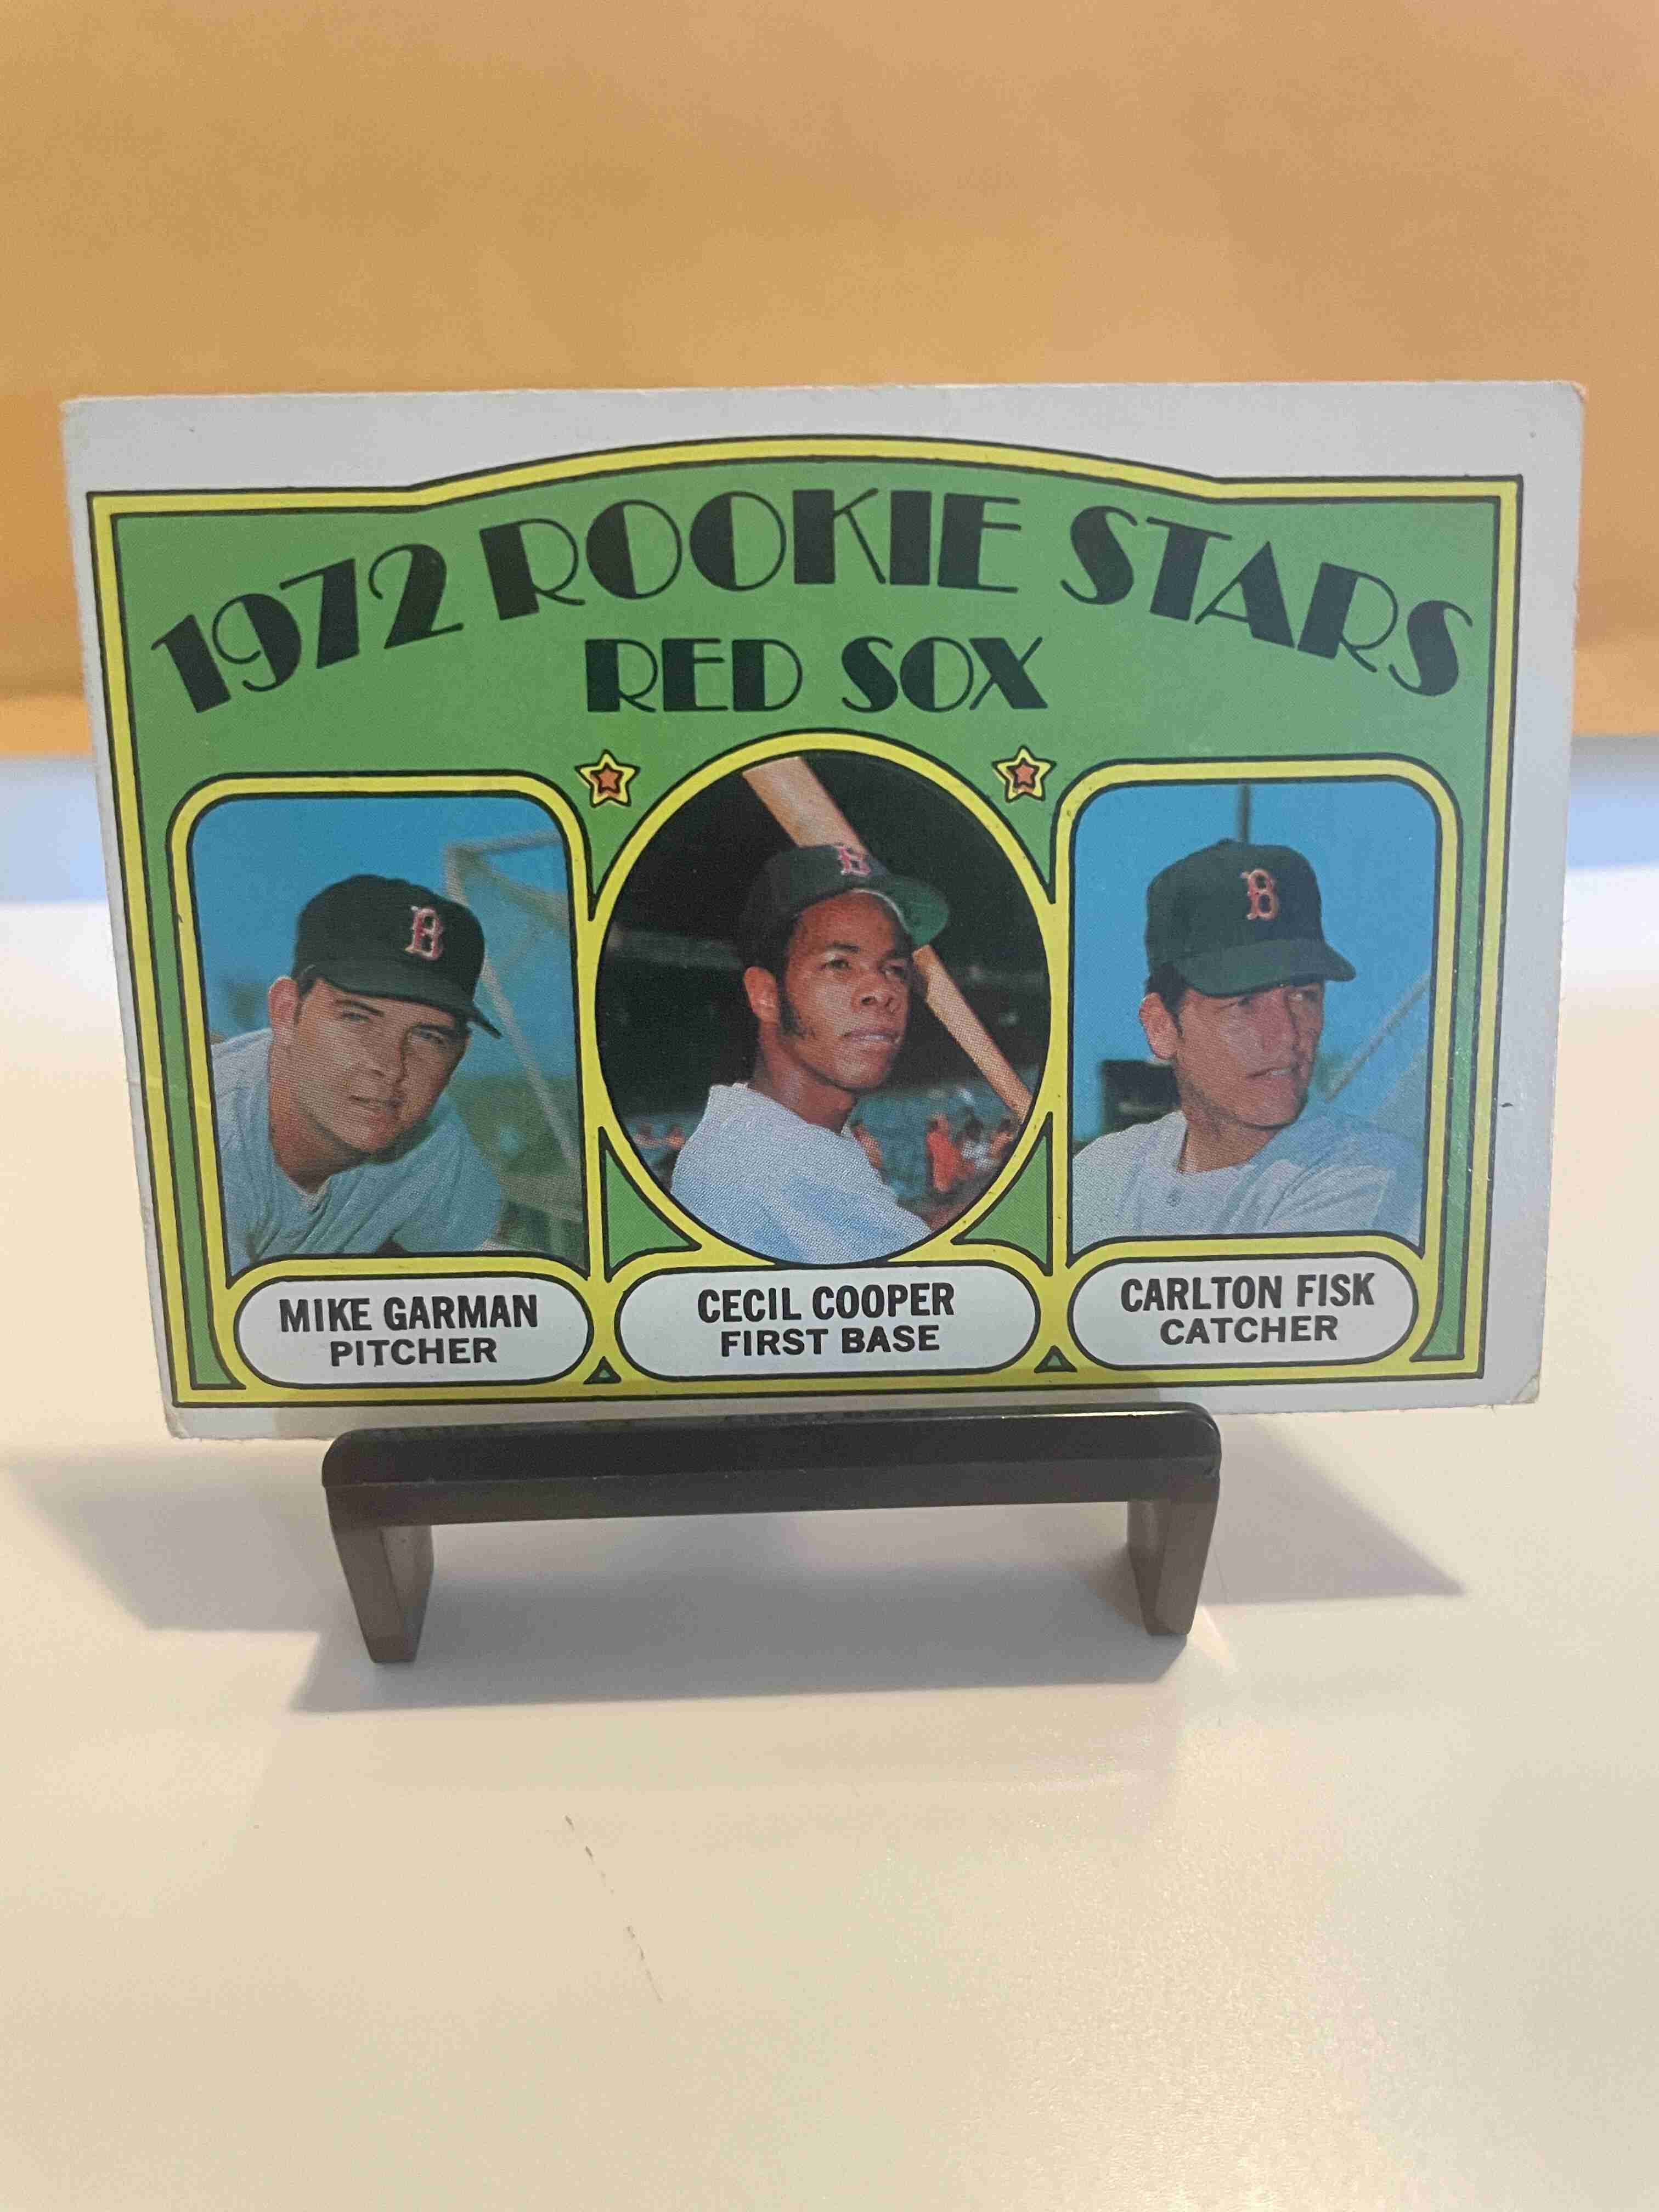 1972 ROOKIE STARS
RED SOX
B
B
B
MIKE GARMAN
PITCHER
CECIL COOPER
FIRST BASE
CARLTON FISK
CATCHER